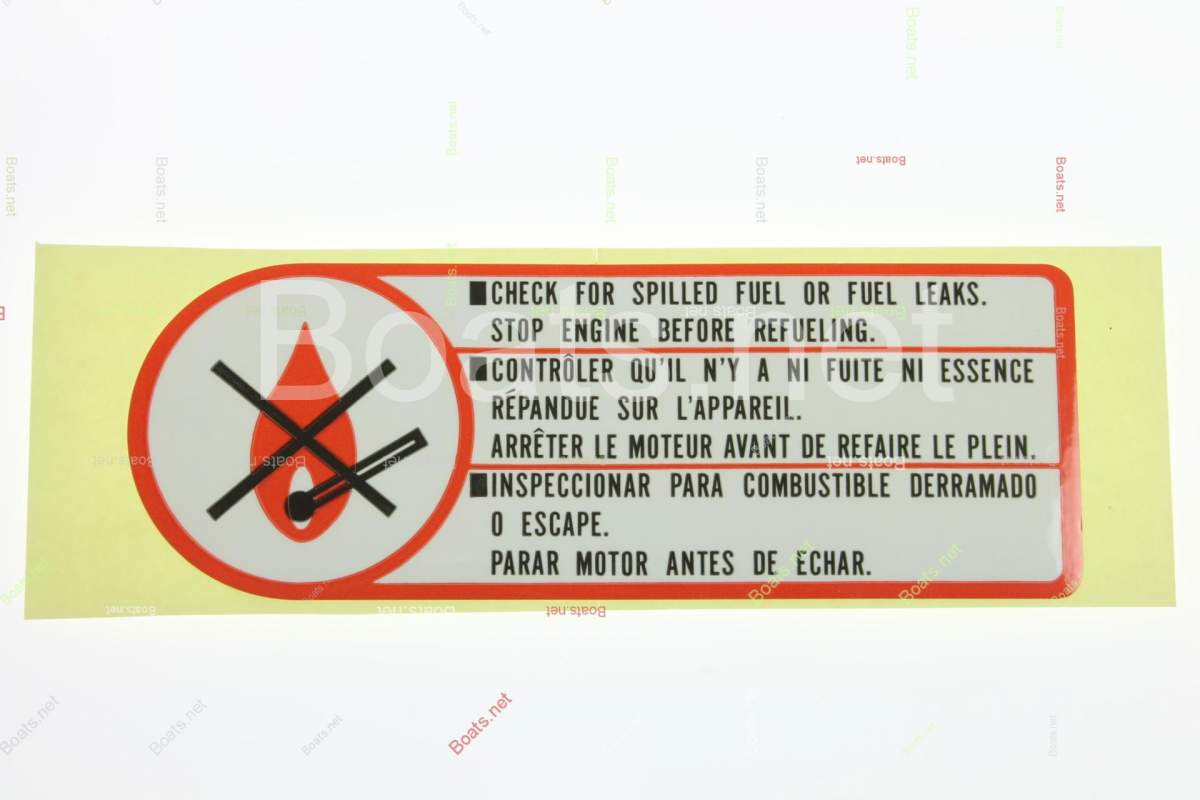 ■CHECK FOR SPILLED FUEL OR FUEL LEAKS.
STOP ENGINE BEFORE REFUELING.
■CONTRÔLER QU'IL N'Y A NI FUITE NI ESSENCE
RÉPANDUE SUR L'APPAREIL.
ARRÊTER LE MOTEUR AVANT DE REFAIRE LE PLEIN.
■INSPECCIONAR PARA COMBUSTIBLE DERRAMADO
O ESCAPE.
PARAR MOTOR ANTES DE ECHAR.
Boats.net